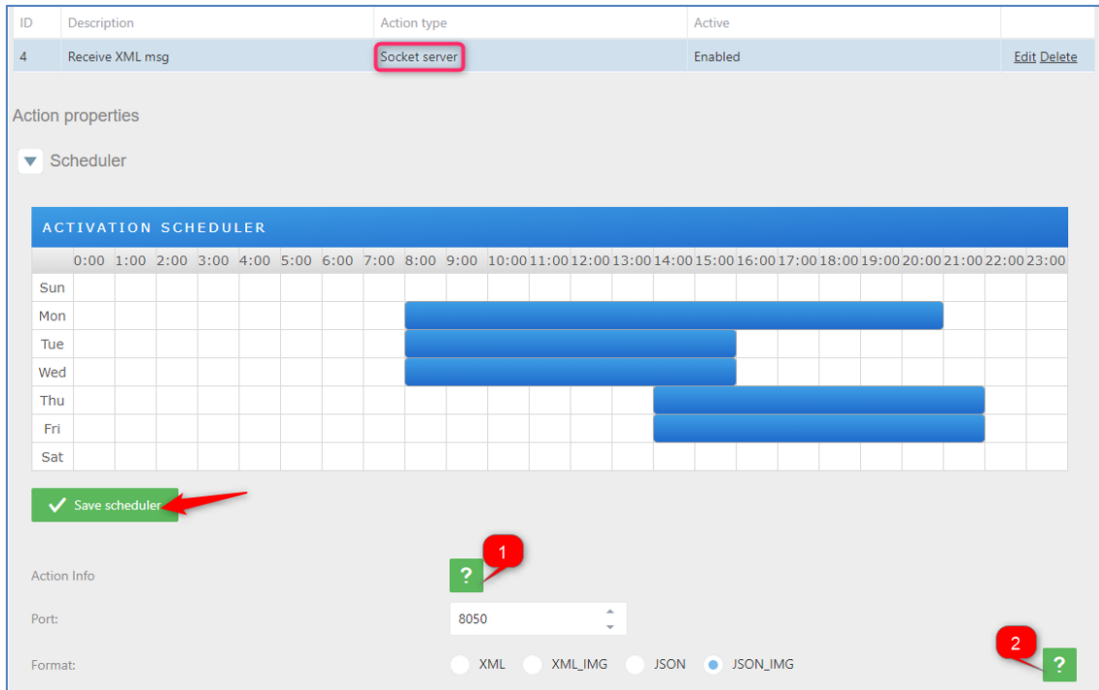 ID Description Action type Active
4 Receive XML msg Socket server Enabled Edit Delete
Action properties
Scheduler
ACTIVATION SCHEDULER
0:00 1:00 2:00 3:00 4:00 5:00 6:00 7:00 8:00 9:00 10:00 11:00 12:00 13:00 14:00 15:00 16:00 17:00 18:00 19:00 20:00 21:00 22:00 23:00
Sun
Mon
Tue
Wed
Thu
Fri
Sat
Save scheduler
1
Action Info ?
Port: 8050
2
Format: XML XML_IMG JSON JSON_IMG ?